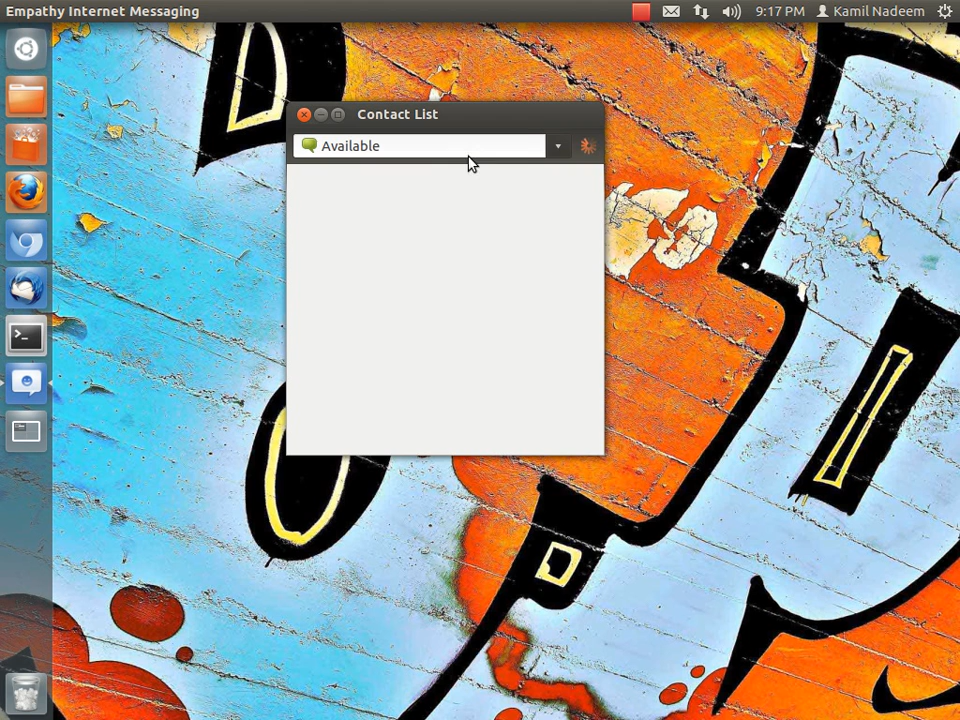 Empathy Internet Messaging
9:17 PM
Kamil Nadeem
Contact List
Available
>_